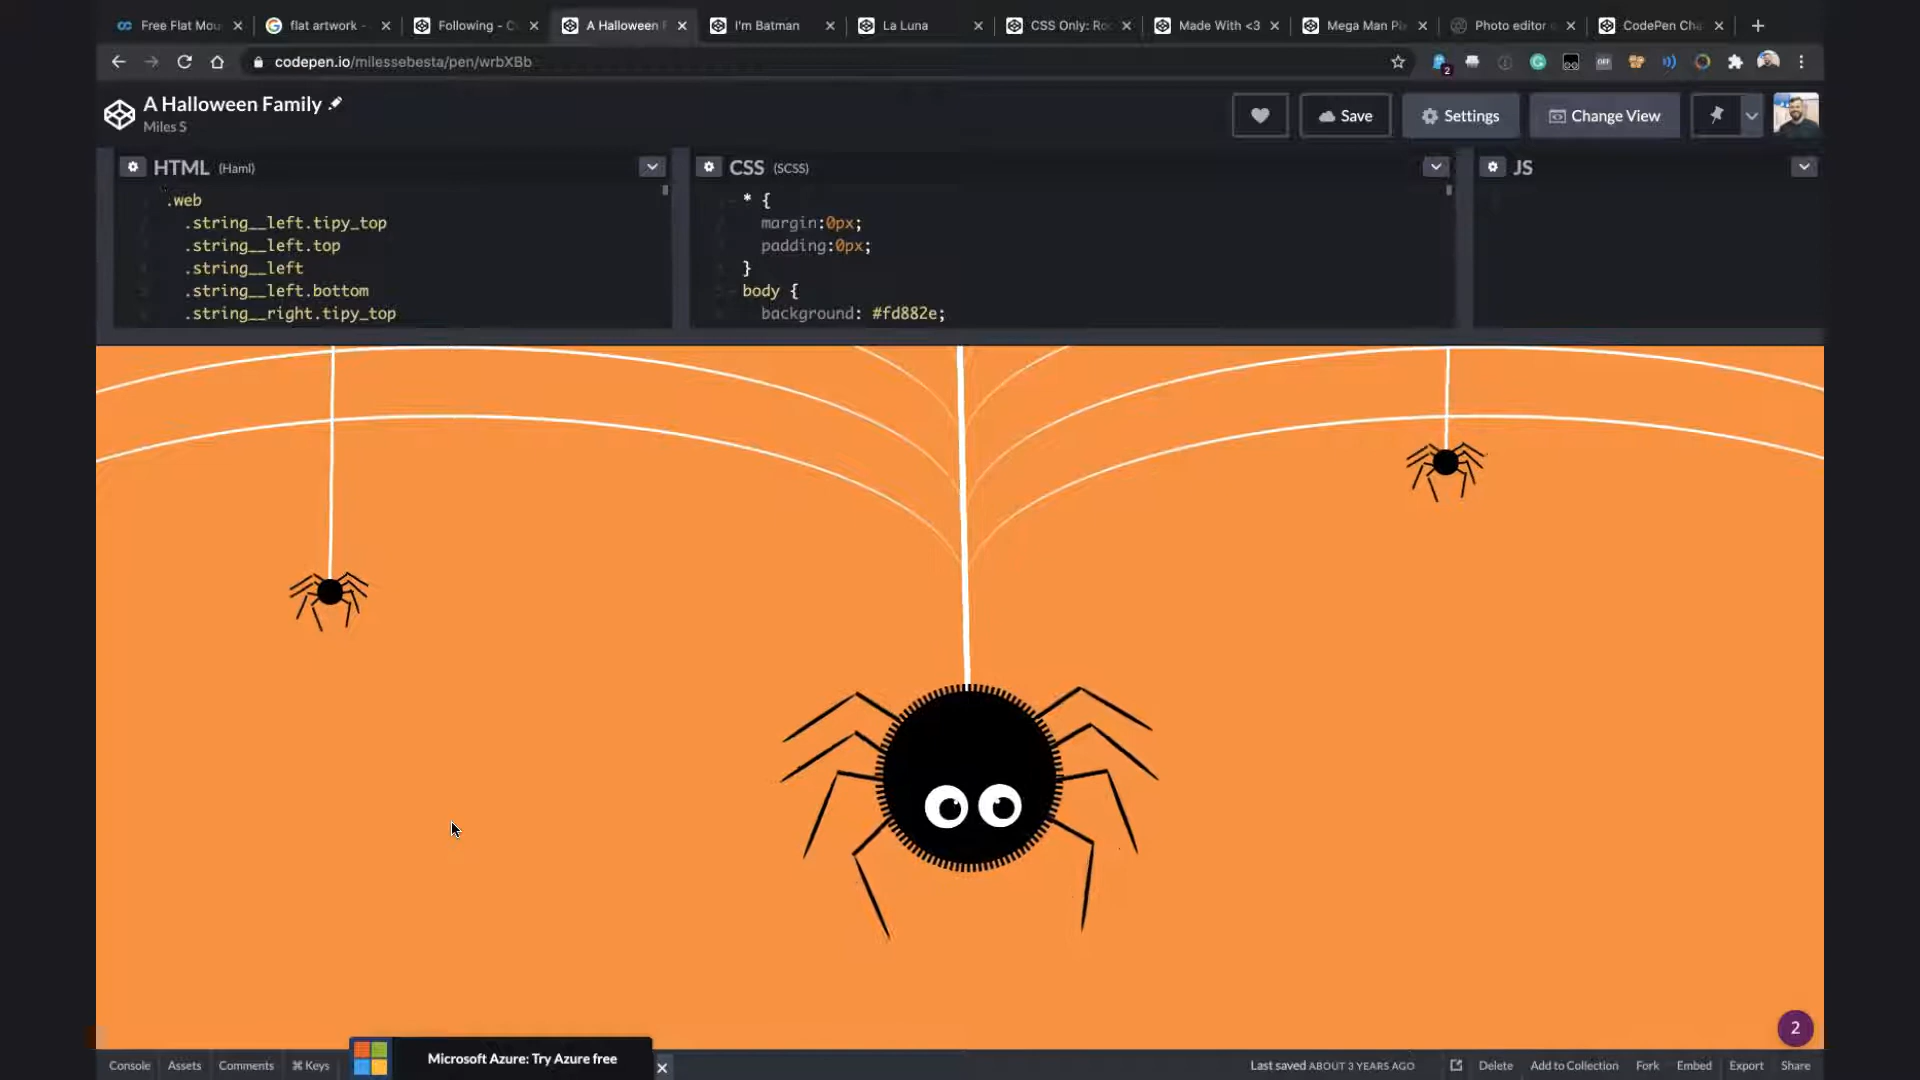 Free Flat Mou
flat artwork -
Following - C
A Halloween F
I'm Batman
La Luna
CSS Only: Ro
Made With <3
Mega Man Pi
Photo editor
CodePen Cha
codepen.io/milessebesta/pen/wrbXBb
2
OFF
A Halloween Family
Miles S
Save
Settings
Change View
HTML (Haml)
.web
.string__left.tipy_top
.string__left.top
.string__left
.string__left.bottom
.string__right.tipy_top
CSS (SCSS)
* {
margin:0px;
padding:0px;
}
body {
background: #fd882e;
JS
2
Console
Assets
Comments
⌘ Keys
Microsoft Azure: Try Azure free
Last saved ABOUT 3 YEARS AGO
Delete
Add to Collection
Fork
Embed
Export
Share